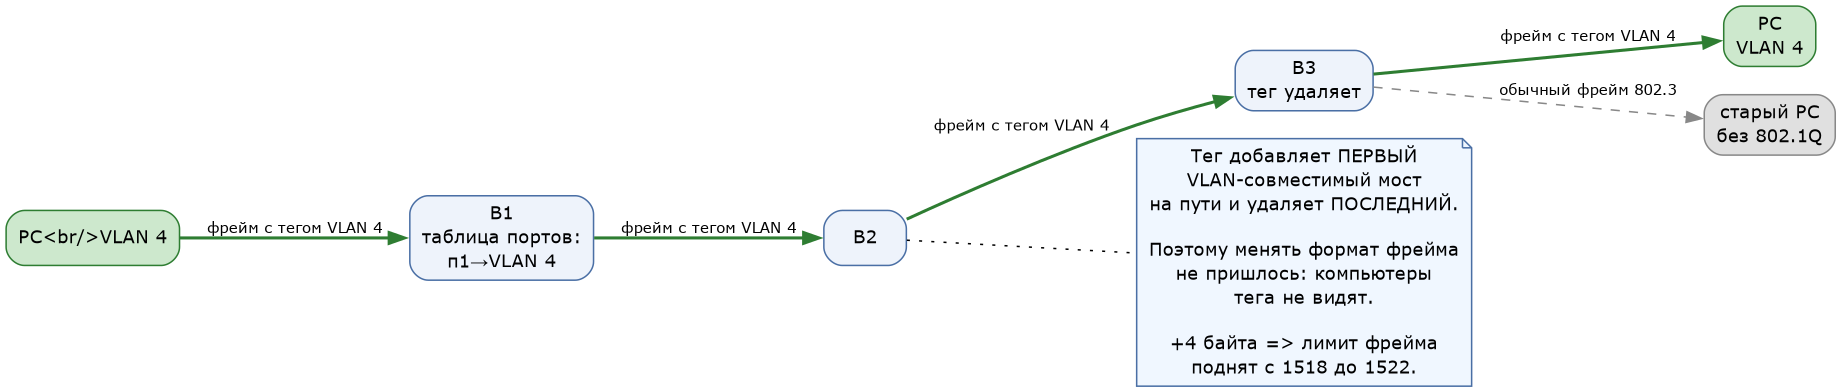 PC<br/>VLAN 4
фрейм с тегом VLAN 4
B1
таблица портов:
п1→VLAN 4
фрейм с тегом VLAN 4
B2
фрейм с тегом VLAN 4
B3
тег удаляет
фрейм с тегом VLAN 4
PC
VLAN 4
обычный фрейм 802.3
старый PC
без 802.1Q
Тег добавляет ПЕРВЫЙ
VLAN-совместимый мост
на пути и удаляет ПОСЛЕДНИЙ.
Поэтому менять формат фрейма
не пришлось: компьютеры
тега не видят.
+4 байта => лимит фрейма
поднят с 1518 до 1522.